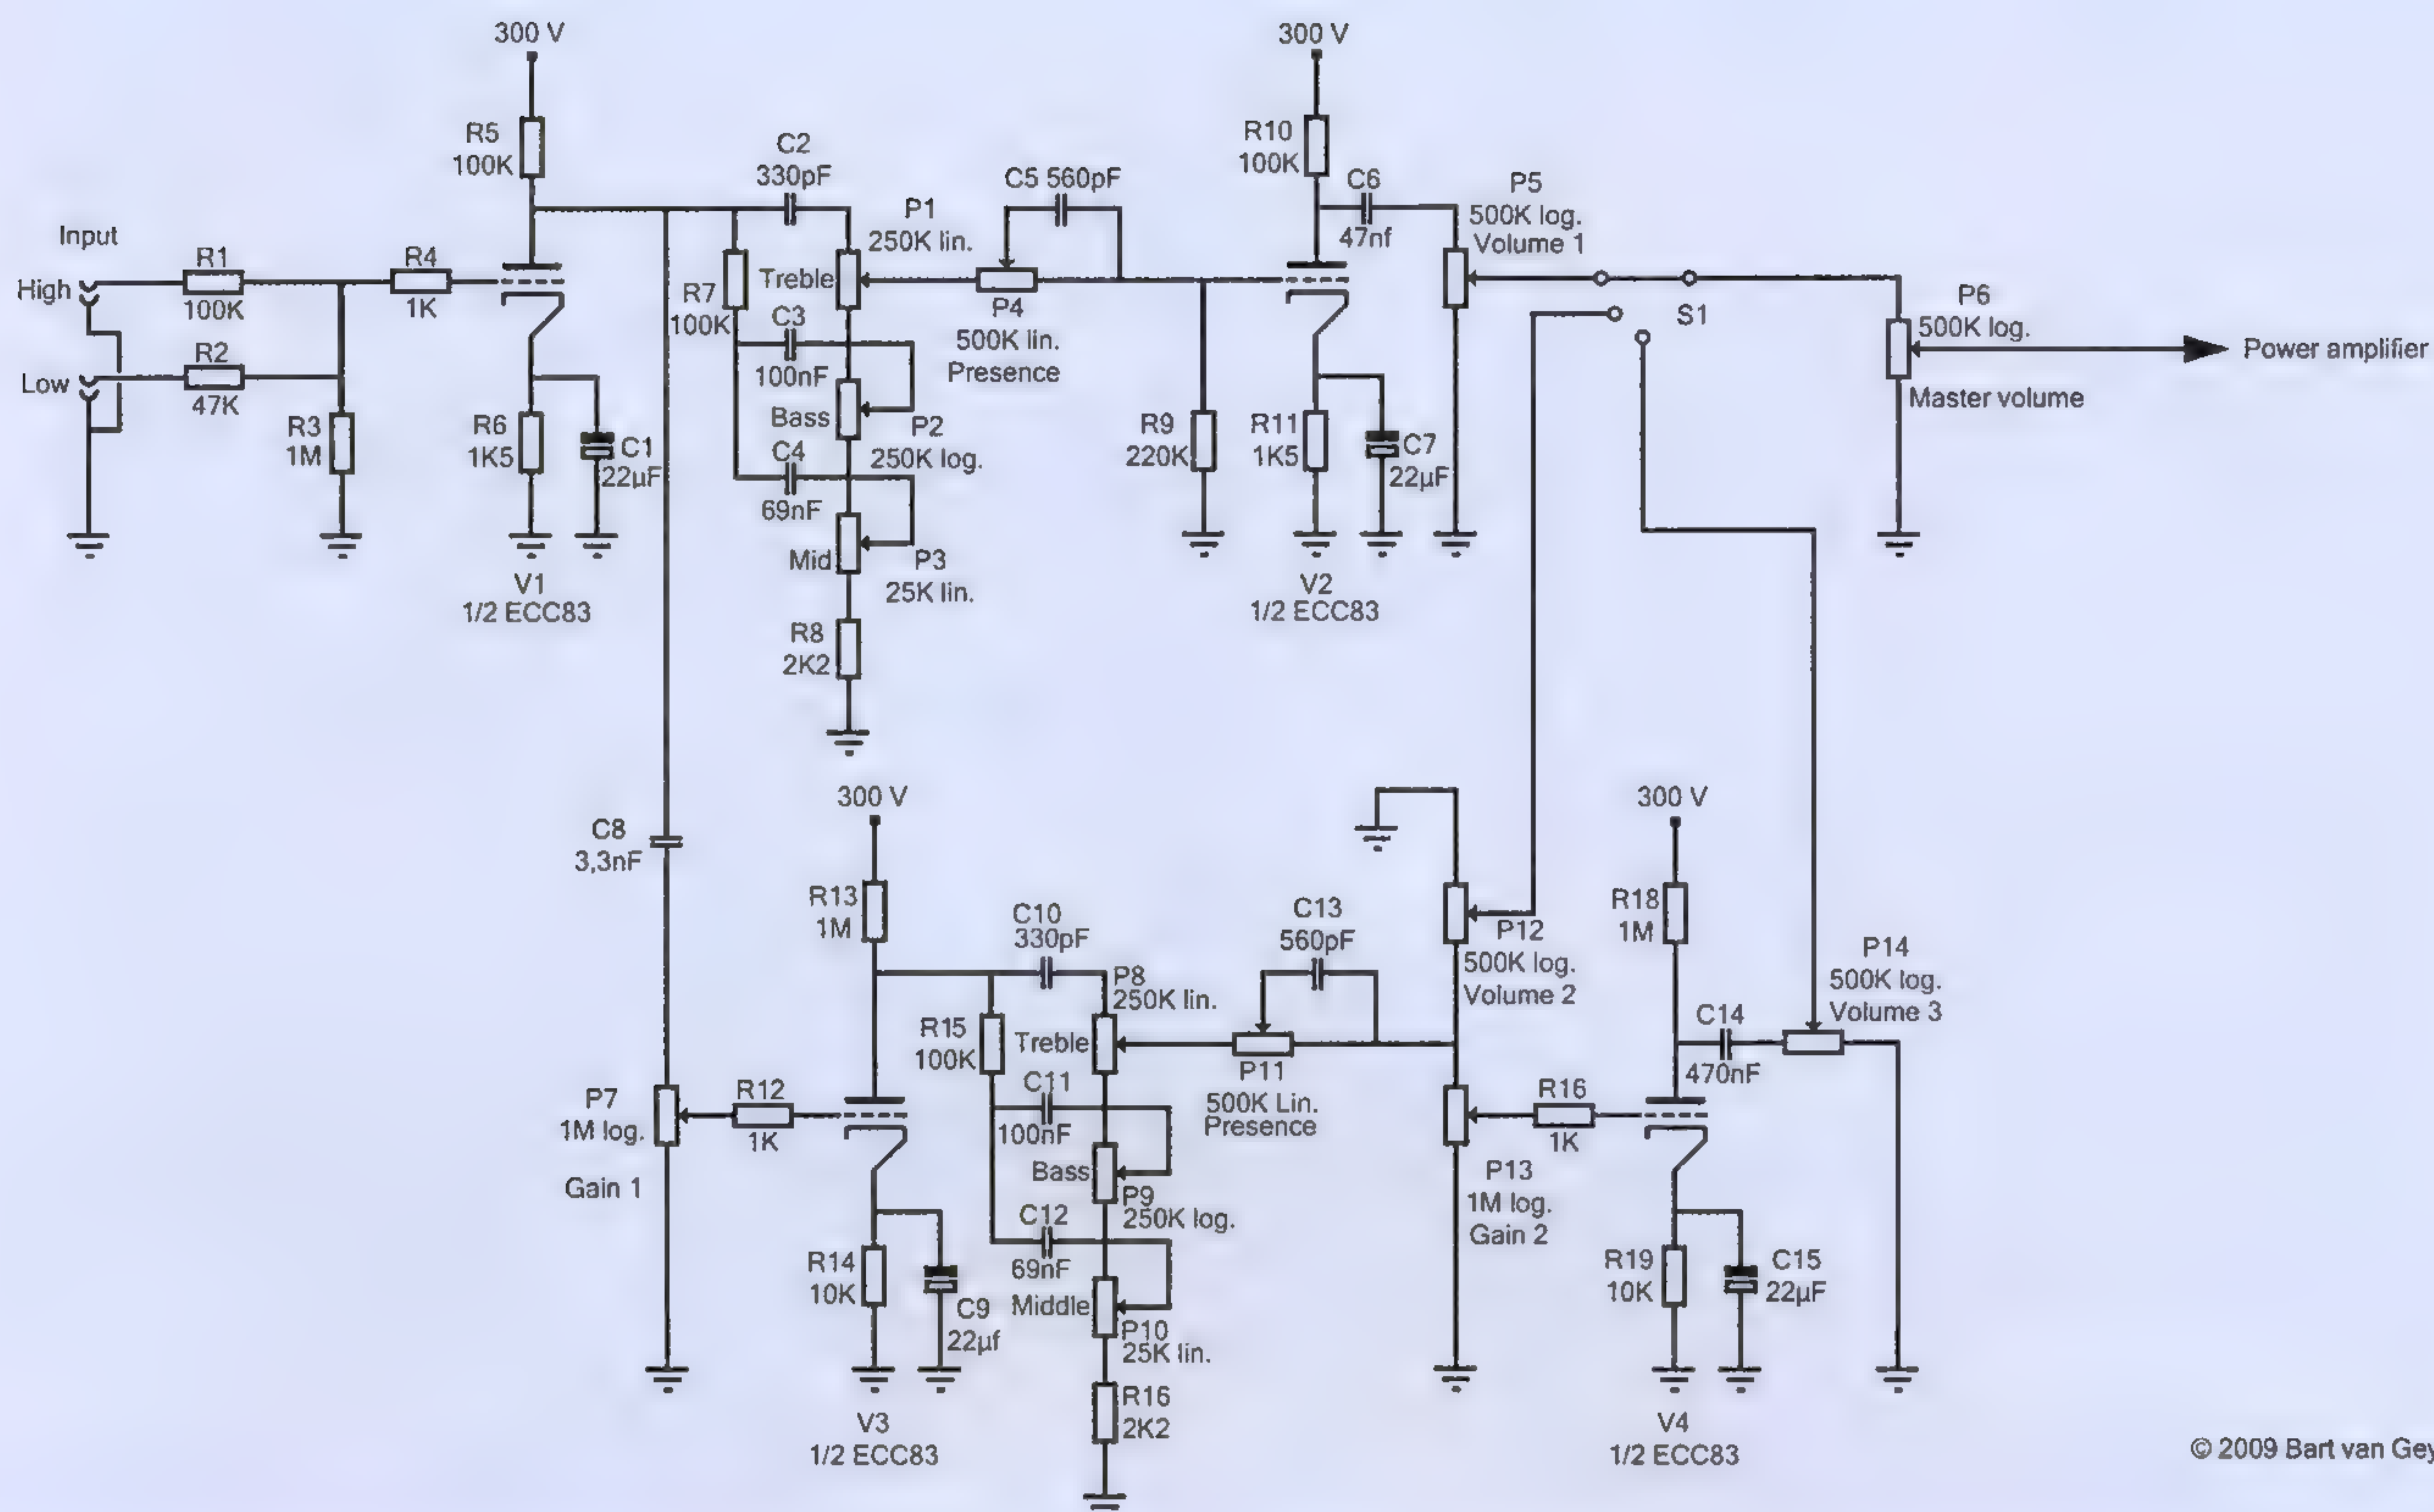 300 V
300 V
R5
100K
C2
330pF
P1
250K lin.
C5 560pF
R10
100K
C6
47nf
P5
500K log.
Volume 1
Input
High
R1
100K
R4
1K
R7
100K
Treble
P4
500K lin.
Presence
S1
P6
500K log.
Power amplifier
Master volume
Low
R2
47K
R3
1M
R6
1K5
C1
22µF
C3
100nF
Bass
P2
250K log.
C4
69nF
Mid
P3
25K lin.
R8
2K2
R9
220K
R11
1K5
C7
22µF
V1
1/2 ECC83
V2
1/2 ECC83
300 V
300 V
C8
3,3nF
R13
1M
C10
330pF
P8
250K lin.
C13
560pF
P12
500K log.
Volume 2
R18
1M
P14
500K log.
Volume 3
R15
100K
Treble
P11
500K Lin.
Presence
C14
470nF
P7
1M log.
Gain 1
R12
1K
C11
100nF
Bass
P9
250K log.
R16
1K
P13
1M log.
Gain 2
R14
10K
C9
22µf
C12
69nF
Middle
P10
25K lin.
R19
10K
C15
22µF
R16
2K2
V3
1/2 ECC83
V4
1/2 ECC83
© 2009 Bart van Gey